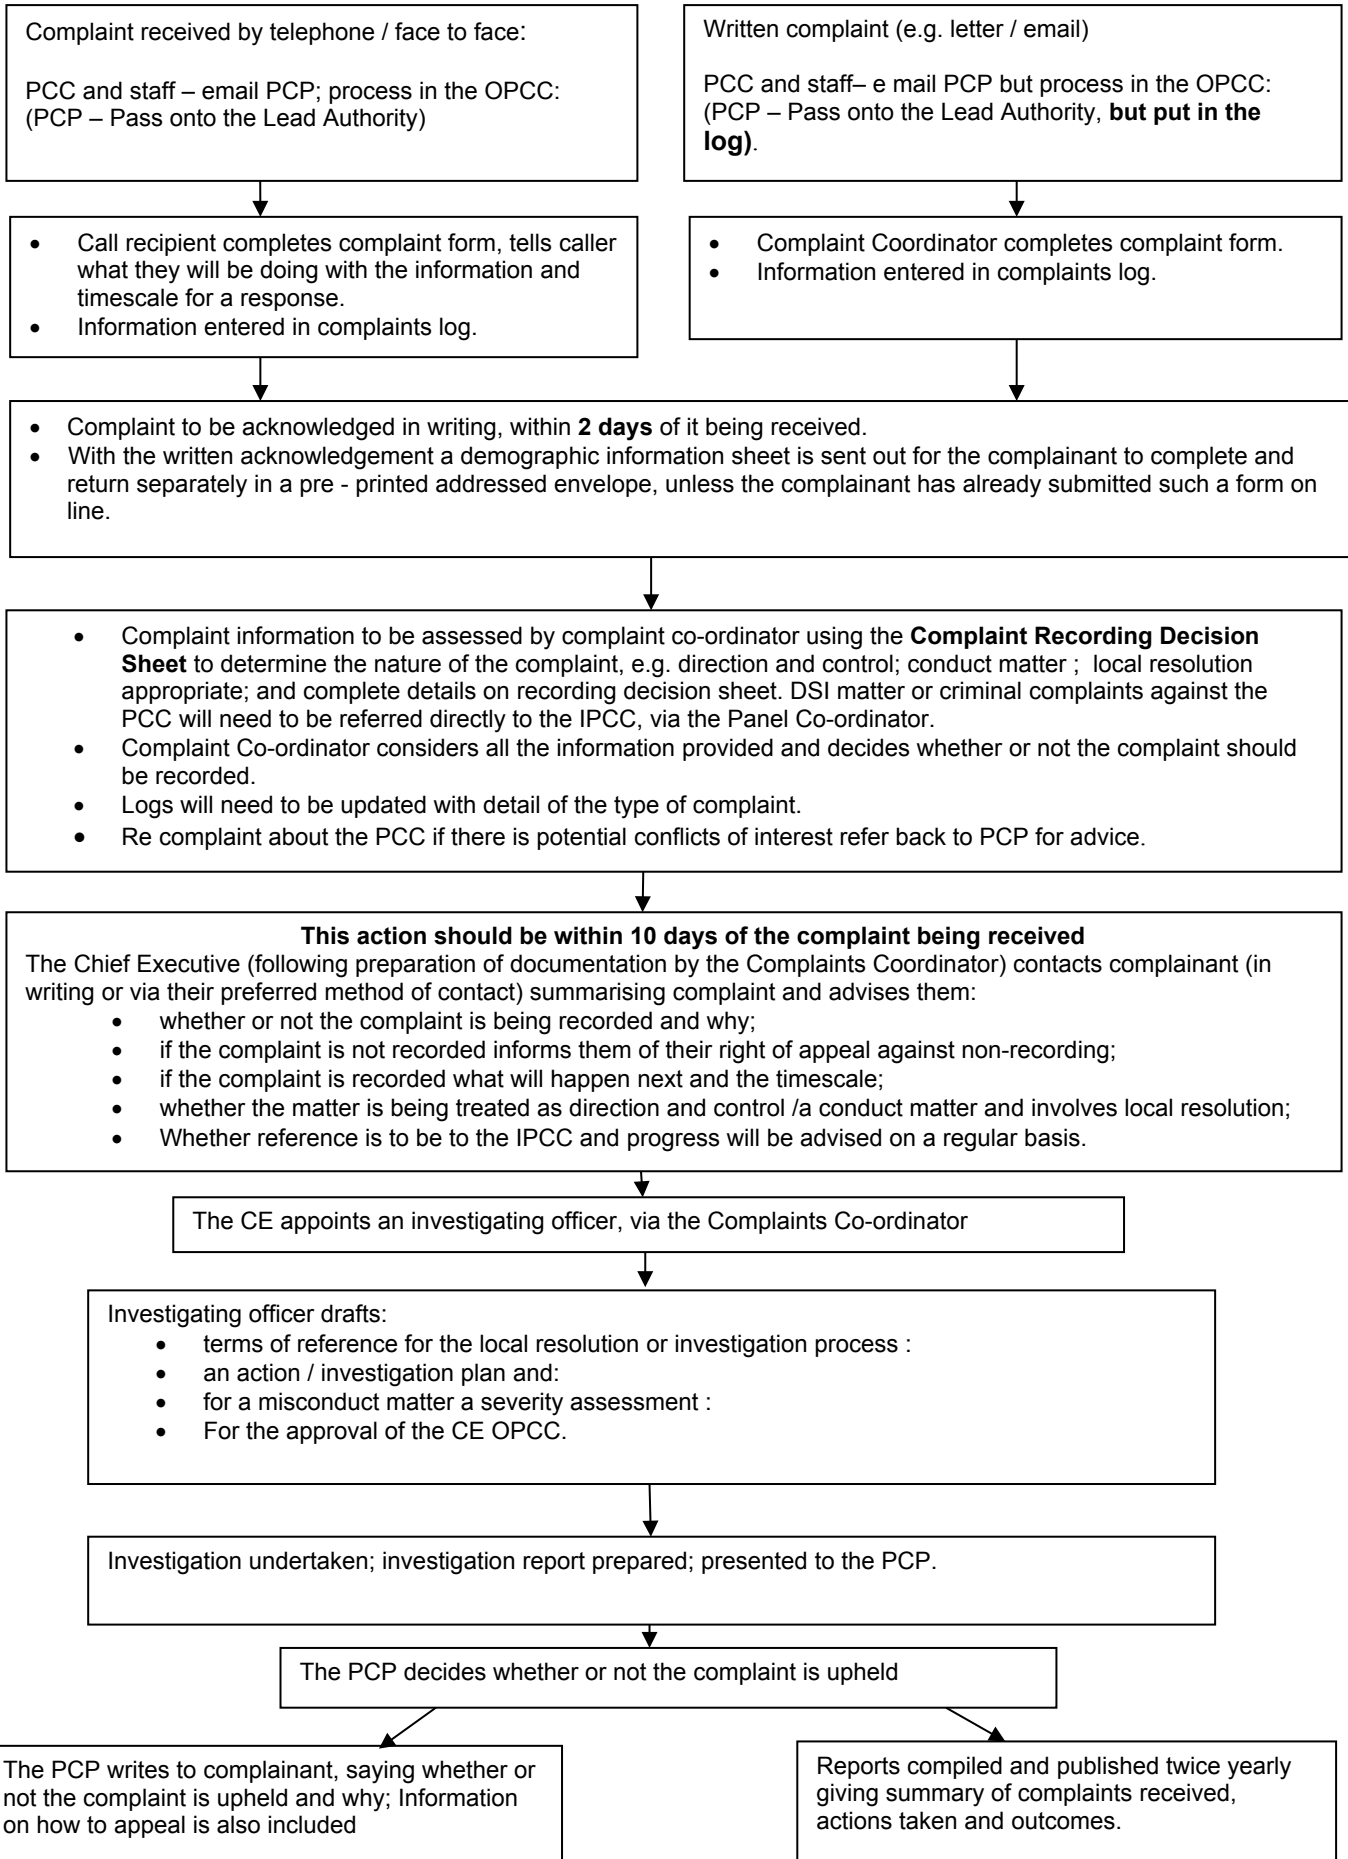 Complaint received by telephone / face to face:
PCC and staff – email PCP; process in the OPCC:
(PCP – Pass onto the Lead Authority)
Written complaint (e.g. letter / email)
PCC and staff– e mail PCP but process in the OPCC:
(PCP – Pass onto the Lead Authority, but put in the
log).
• Call recipient completes complaint form, tells caller
what they will be doing with the information and
timescale for a response.
• Information entered in complaints log.
• Complaint Coordinator completes complaint form.
• Information entered in complaints log.
• Complaint to be acknowledged in writing, within 2 days of it being received.
• With the written acknowledgement a demographic information sheet is sent out for the complainant to complete and
return separately in a pre - printed addressed envelope, unless the complainant has already submitted such a form on
line.
• Complaint information to be assessed by complaint co-ordinator using the Complaint Recording Decision
Sheet to determine the nature of the complaint, e.g. direction and control; conduct matter ; local resolution
appropriate; and complete details on recording decision sheet. DSI matter or criminal complaints against the
PCC will need to be referred directly to the IPCC, via the Panel Co-ordinator.
• Complaint Co-ordinator considers all the information provided and decides whether or not the complaint should
be recorded.
• Logs will need to be updated with detail of the type of complaint.
• Re complaint about the PCC if there is potential conflicts of interest refer back to PCP for advice.
This action should be within 10 days of the complaint being received
The Chief Executive (following preparation of documentation by the Complaints Coordinator) contacts complainant (in
writing or via their preferred method of contact) summarising complaint and advises them:
• whether or not the complaint is being recorded and why;
• if the complaint is not recorded informs them of their right of appeal against non-recording;
• if the complaint is recorded what will happen next and the timescale;
• whether the matter is being treated as direction and control /a conduct matter and involves local resolution;
• Whether reference is to be to the IPCC and progress will be advised on a regular basis.
The CE appoints an investigating officer, via the Complaints Co-ordinator
Investigating officer drafts:
• terms of reference for the local resolution or investigation process :
• an action / investigation plan and:
• for a misconduct matter a severity assessment :
• For the approval of the CE OPCC.
Investigation undertaken; investigation report prepared; presented to the PCP.
The PCP decides whether or not the complaint is upheld
The PCP writes to complainant, saying whether or
not the complaint is upheld and why; Information
on how to appeal is also included
Reports compiled and published twice yearly
giving summary of complaints received,
actions taken and outcomes.